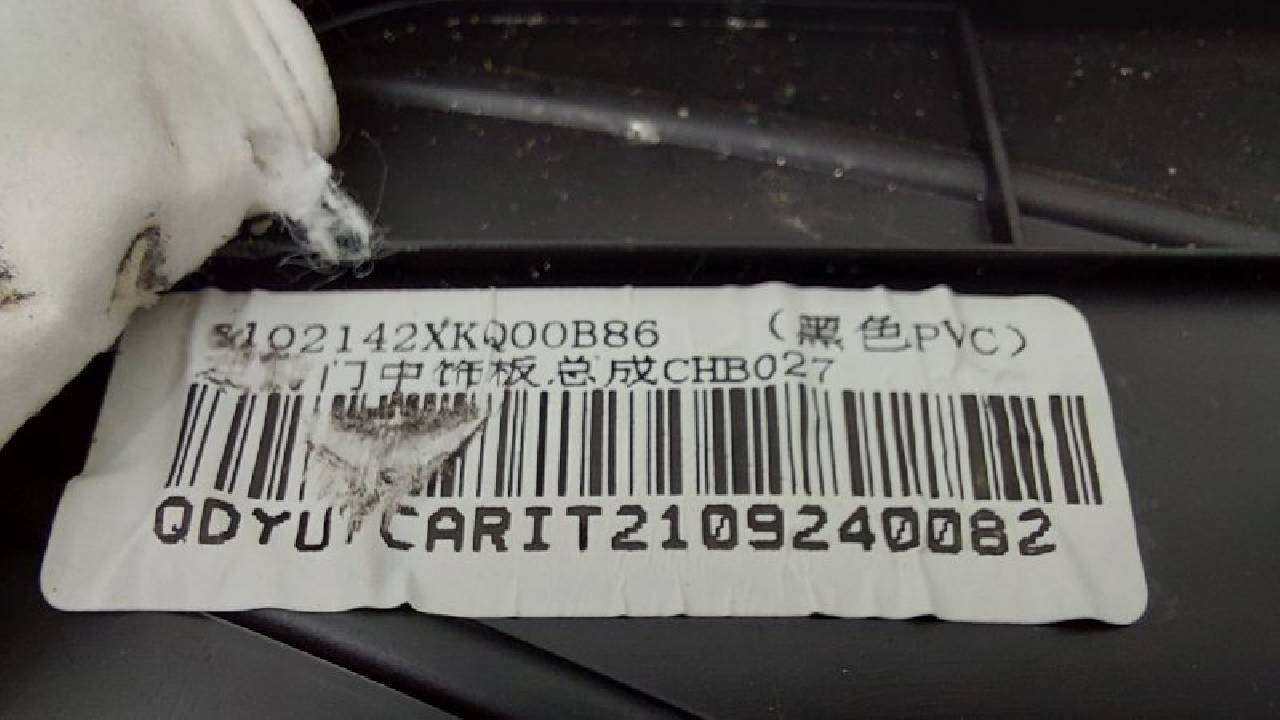 6102142XKQ00B86 (黑色PVC)
门中饰板总成CHB027
QDYU CARIT2109240082